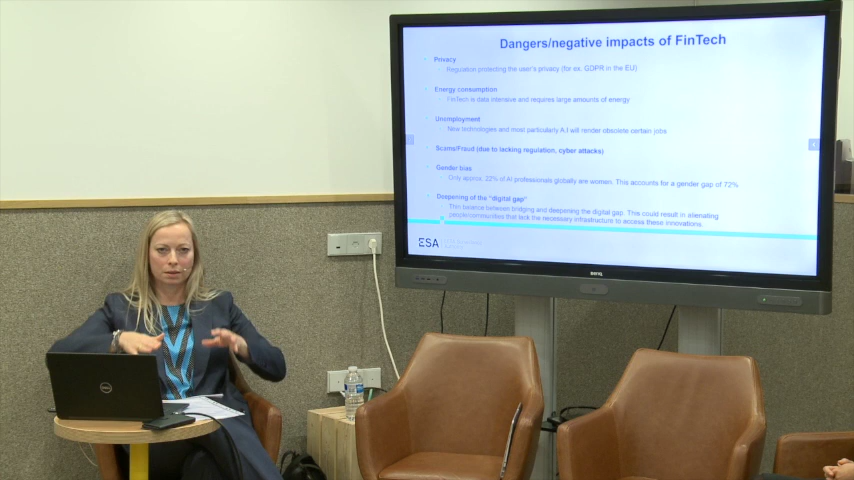 Dangers/negative impacts of FinTech
Privacy
Regulation protecting the user's privacy (for ex. GDPR in the EU)
Energy consumption
FinTech is data intensive and requires large amounts of energy
Unemployment
New technologies and most particularly A.I will render obsolete certain jobs
Scams/Fraud (due to lacking regulation, cyber attacks)
Gender bias
Only approx. 22% of AI professionals globally are women. This accounts for a gender gap of 72%
Deepening of the "digital gap"
Thin balance between bridging and deepening the digital gap. This could result in alienating
people/communities that lack the necessary infrastructure to access these innovations.
ESA
BenQ
DELL